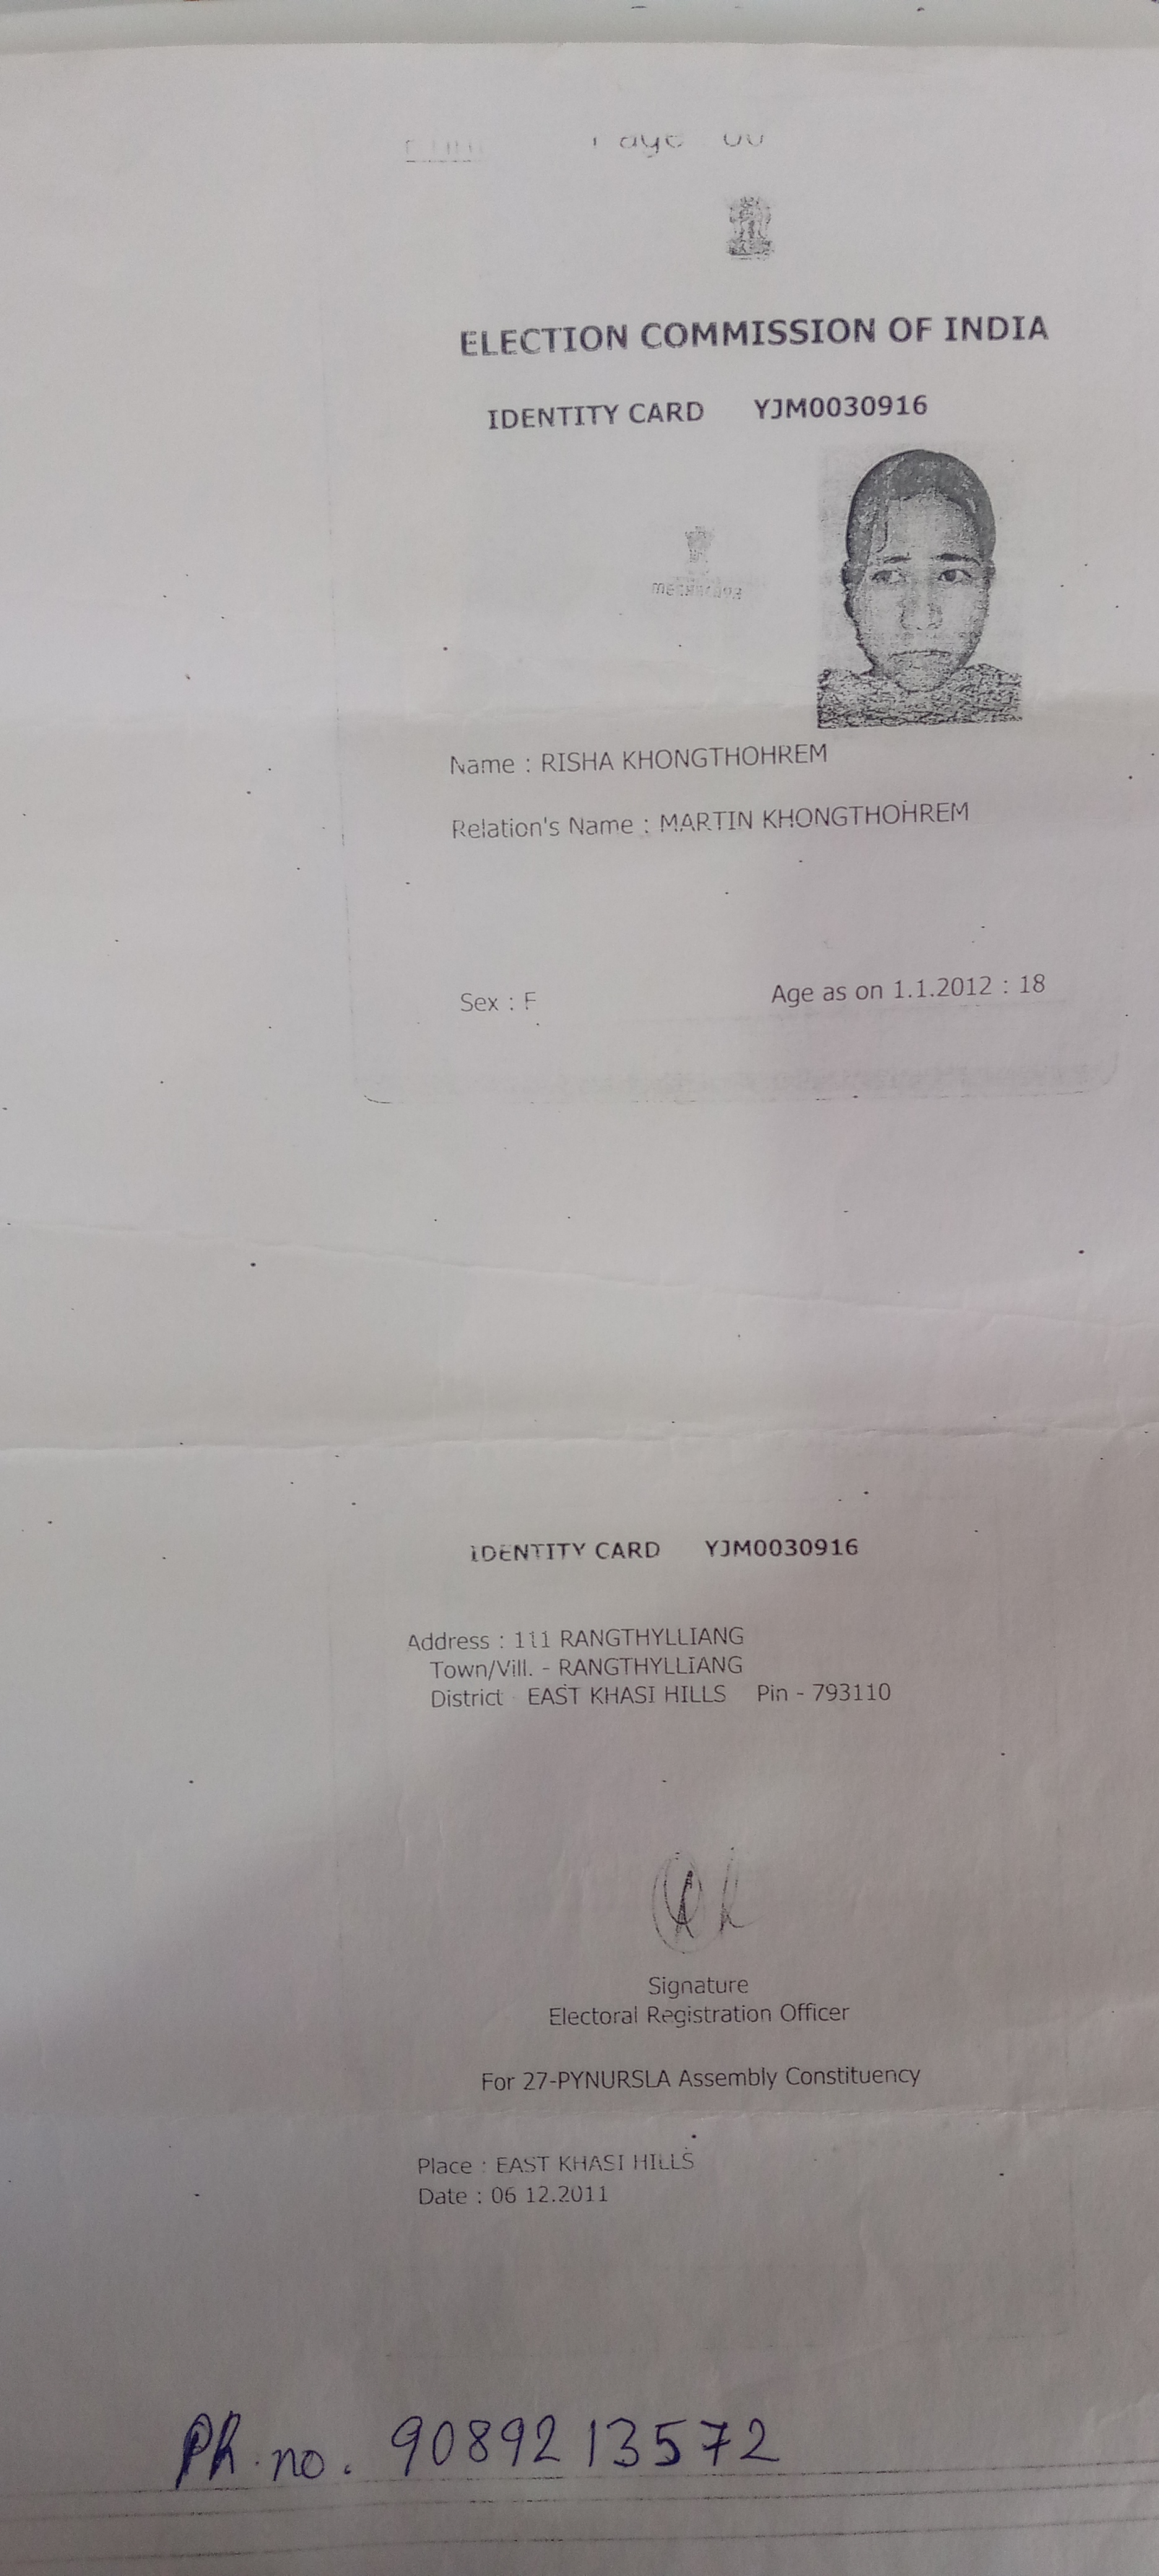 Page 60
ELECTION COMMISSION OF INDIA
IDENTITY CARD YJM0030916
Name : RISHA KHONGTHOHREM
Relation's Name : MARTIN KHONGTHOHREM
Sex : F Age as on 1.1.2012 : 18
IDENTITY CARD YJM0030916
Address : 111 RANGTHYLLIANG
Town/Vill. - RANGTHYLLIANG
District EAST KHASI HILLS Pin - 793110
Signature
Electoral Registration Officer
For 27-PYNURSLA Assembly Constituency
Place : EAST KHASI HILLS
Date : 06 12.2011
Ph. no. 9089213572